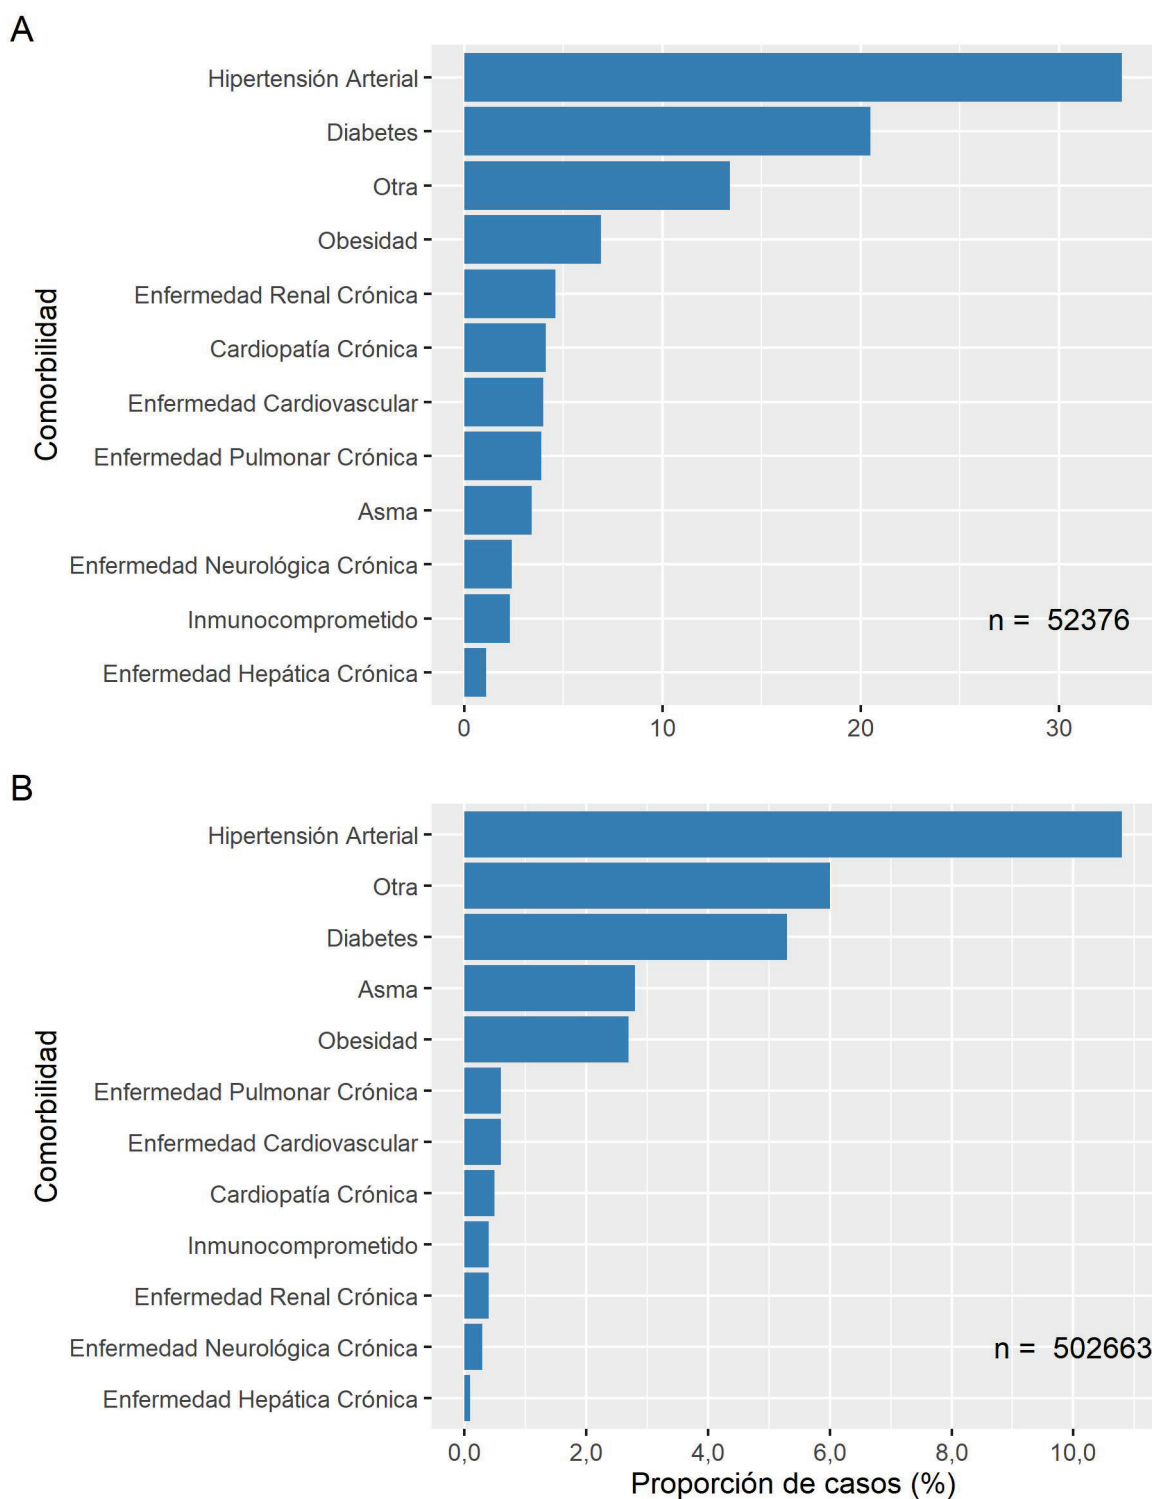 A
Hipertensión Arterial
Diabetes
Otra
Obesidad
Enfermedad Renal Crónica
Cardiopatía Crónica
Enfermedad Cardiovascular
Enfermedad Pulmonar Crónica
Asma
Enfermedad Neurológica Crónica
Inmunocomprometido
Enfermedad Hepática Crónica
Comorbilidad
n = 52376
0 10 20 30
B
Hipertensión Arterial
Otra
Diabetes
Asma
Obesidad
Enfermedad Pulmonar Crónica
Enfermedad Cardiovascular
Cardiopatía Crónica
Inmunocomprometido
Enfermedad Renal Crónica
Enfermedad Neurológica Crónica
Enfermedad Hepática Crónica
Comorbilidad
n = 502663
0,0 2,0 4,0 6,0 8,0 10,0
Proporción de casos (%)